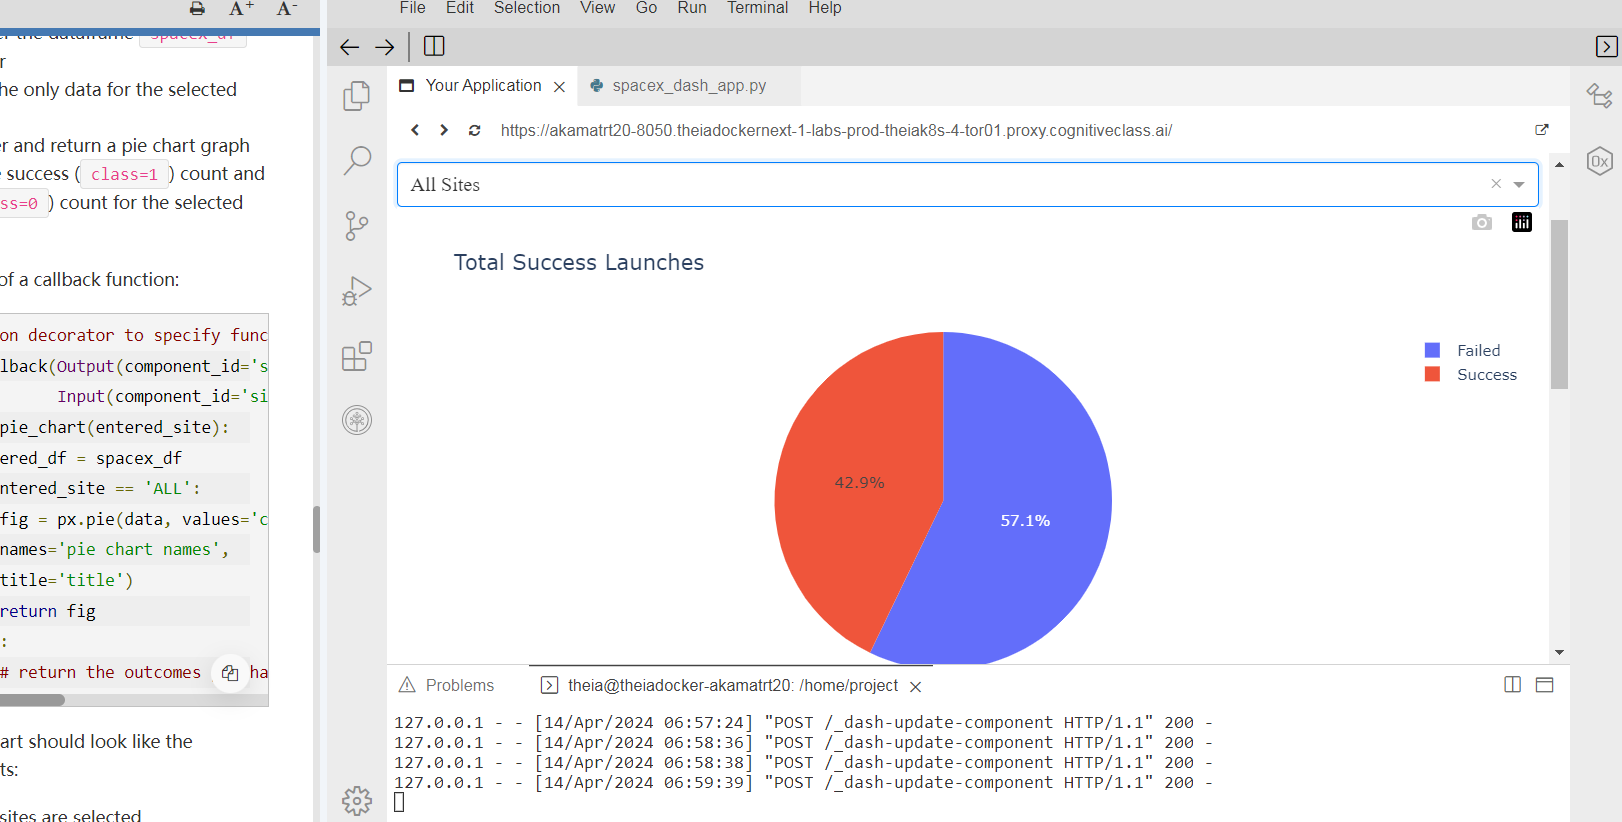 A+ A-
spacex_df
r
he only data for the selected
er and return a pie chart graph
success ( class=1 ) count and
ss=0 ) count for the selected
of a callback function:
on decorator to specify func
lback(Output(component_id='s
Input(component_id='si
pie_chart(entered_site):
ered_df = spacex_df
ntered_site == 'ALL':
fig = px.pie(data, values='c
names='pie chart names',
title='title')
return fig
:
# return the outcomes ha
art should look like the
ts:
sites are selected
File Edit Selection View Go Run Terminal Help
Your Application spacex_dash_app.py
https://akamatrt20-8050.theiadockernext-1-labs-prod-theiak8s-4-tor01.proxy.cognitiveclass.ai/
All Sites
Total Success Launches
Failed
Success
42.9%
57.1%
Problems theia@theiadocker-akamatrt20: /home/project
127.0.0.1 - - [14/Apr/2024 06:57:24] "POST /_dash-update-component HTTP/1.1" 200 -
127.0.0.1 - - [14/Apr/2024 06:58:36] "POST /_dash-update-component HTTP/1.1" 200 -
127.0.0.1 - - [14/Apr/2024 06:58:38] "POST /_dash-update-component HTTP/1.1" 200 -
127.0.0.1 - - [14/Apr/2024 06:59:39] "POST /_dash-update-component HTTP/1.1" 200 -
0x